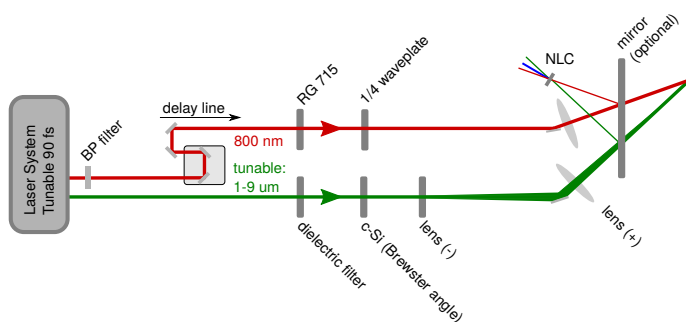 Laser System
Tunable 90 fs
BP filter
delay line
RG 715
1/4 waveplate
NLC
mirror
(optional)
800 nm
tunable:
1-9 um
dielectric filter
c-Si (Brewster angle)
lens (-)
lens (+)